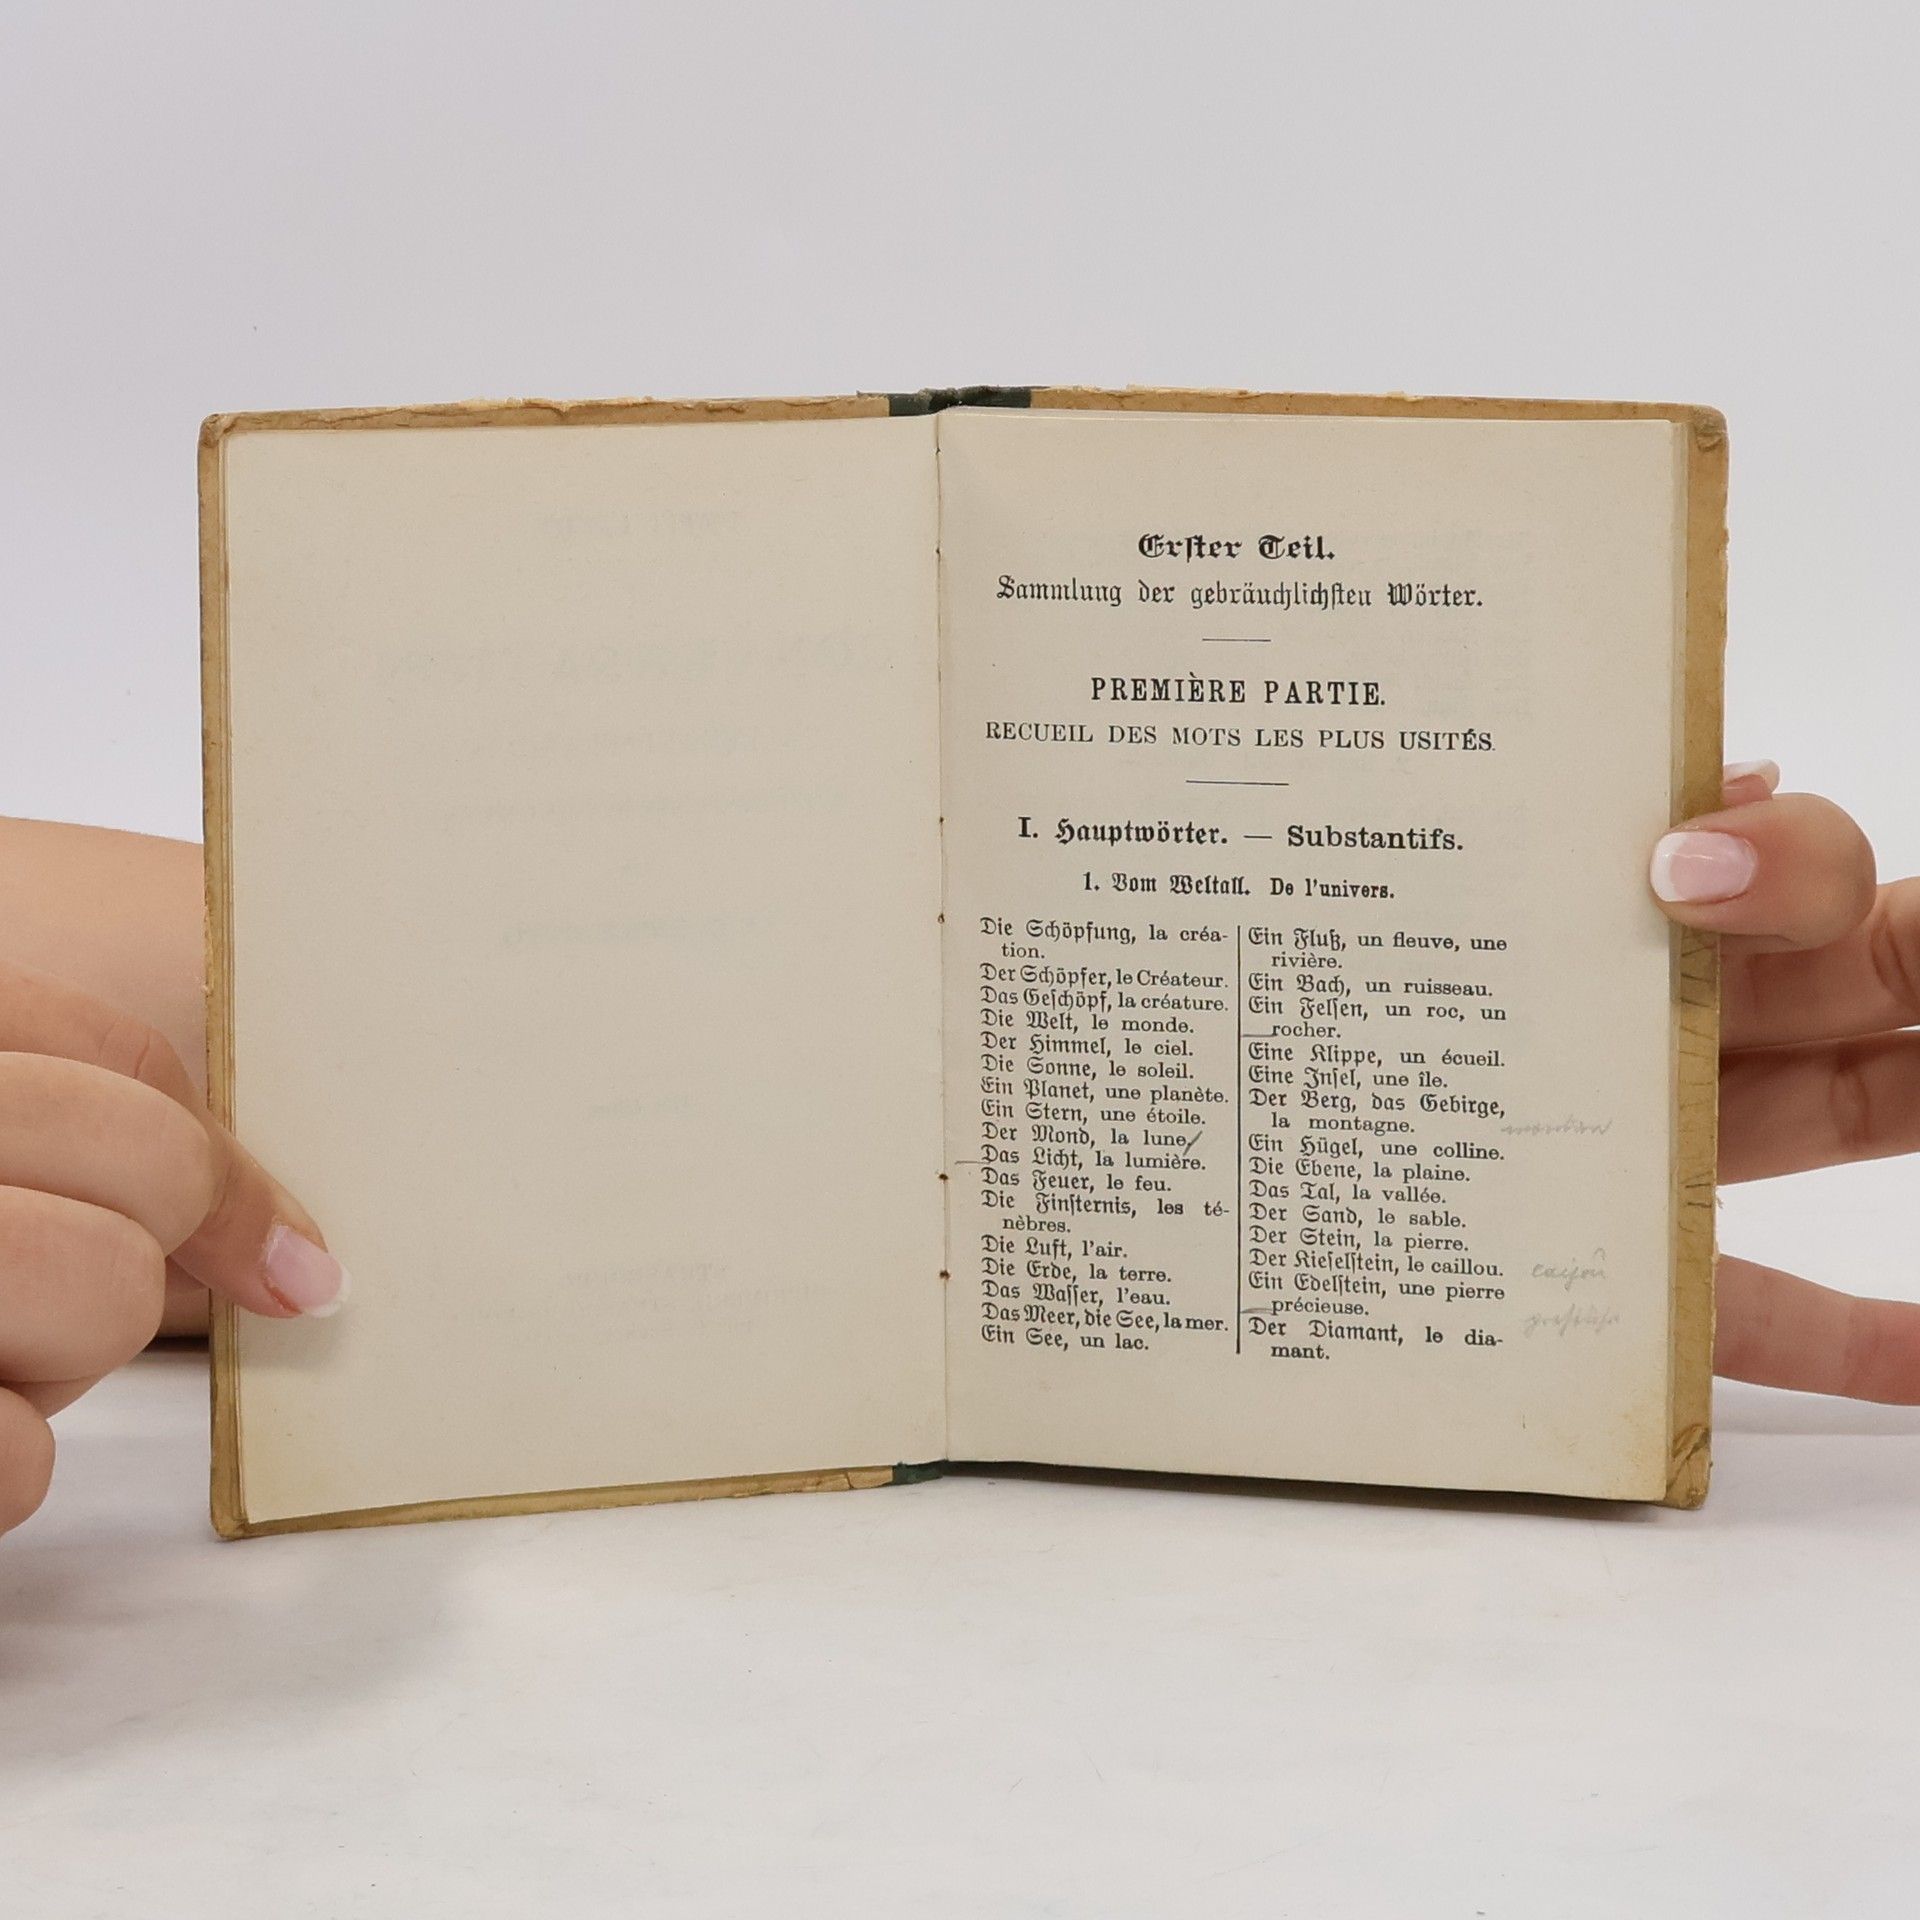 Erster Teil.
Sammlung der gebräuchlichsten Wörter.
PREMIÈRE PARTIE.
RECUEIL DES MOTS LES PLUS USITÉS.
I. Hauptwörter. — Substantifs.
1. Vom Weltall. De l'univers.
Die Schöpfung, la créa-
tion.
Der Schöpfer, le Créateur.
Das Geschöpf, la créature.
Die Welt, le monde.
Der Himmel, le ciel.
Die Sonne, le soleil.
Ein Planet, une planète.
Ein Stern, une étoile.
Der Mond, la lune,
Das Licht, la lumière.
Das Feuer, le feu.
Die Finsternis, les té-
nèbres.
Die Luft, l'air.
Die Erde, la terre.
Das Wasser, l'eau.
Das Meer, die See, la mer.
Ein See, un lac.
Ein Fluß, un fleuve, une
rivière.
Ein Bach, un ruisseau.
Ein Felsen, un roc, un
rocher.
Eine Klippe, un écueil.
Eine Insel, une île.
Der Berg, das Gebirge,
la montagne.
Ein Hügel, une colline.
Die Ebene, la plaine.
Das Tal, la vallée.
Der Sand, le sable.
Der Stein, la pierre.
Der Kieselstein, le caillou.
Ein Edelstein, une pierre
précieuse.
Der Diamant, le dia-
mant.